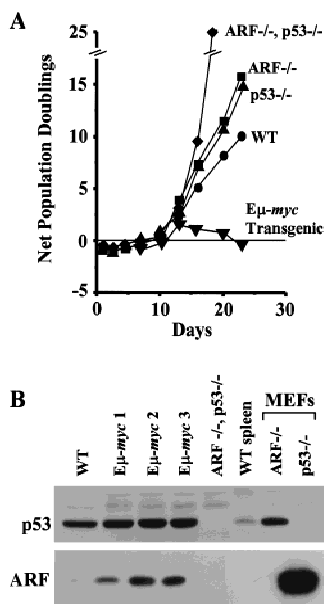 A
25
ARF-/-, p53-/-
15
ARF-/-
p53-/-
10
WT
5
Eμ-myc
Transgenic
0
-5
0 10 20 30
Net Population Doublings
Days
B
WT
Eμ-myc 1
Eμ-myc 2
Eμ-myc 3
ARF -/-, p53-/-
WT spleen
MEFs
ARF-/-
p53-/-
p53
ARF